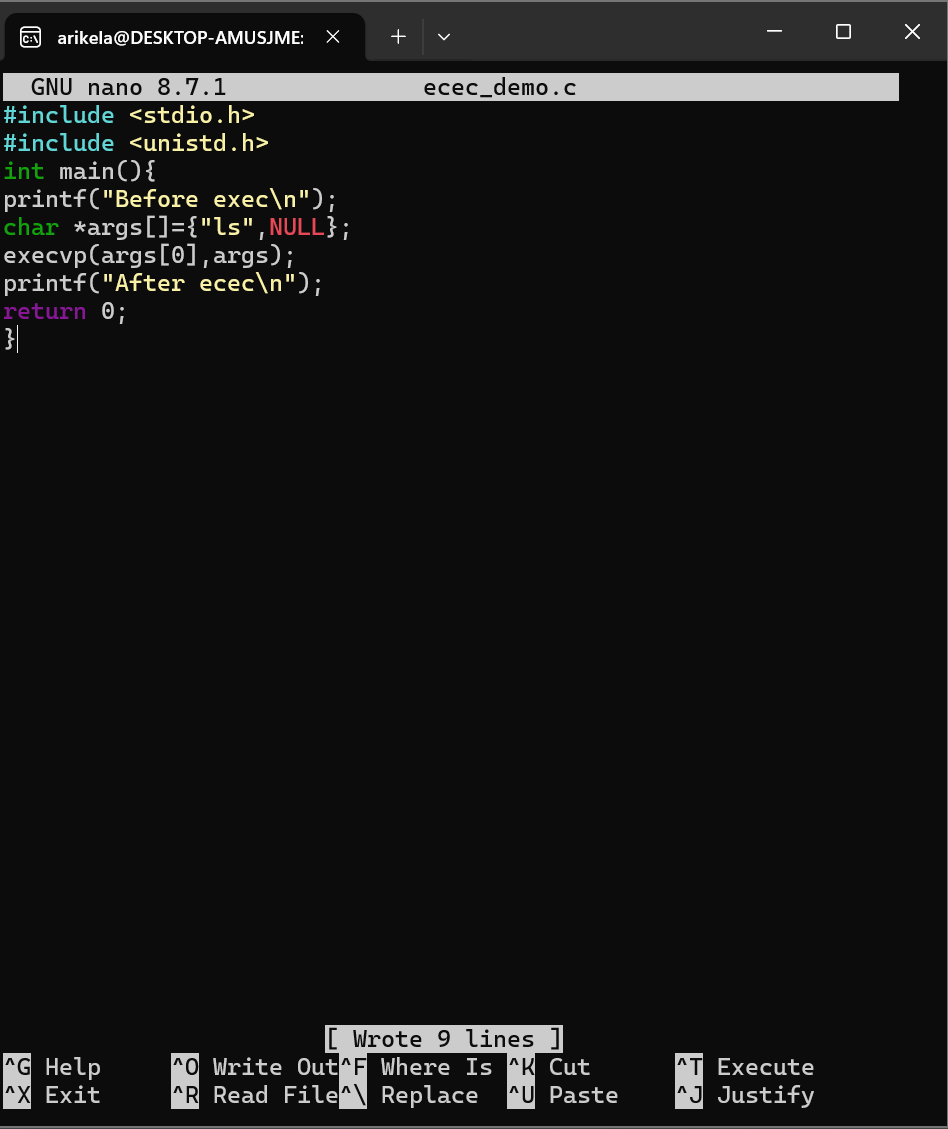 arikela@DESKTOP-AMUSJME:
GNU nano 8.7.1 ecec_demo.c
#include <stdio.h>
#include <unistd.h>
int main(){
printf("Before exec\n");
char *args[]={"ls",NULL};
execvp(args[0],args);
printf("After ecec\n");
return 0;
}
[ Wrote 9 lines ]
^G Help ^O Write Out ^F Where Is ^K Cut ^T Execute
^X Exit ^R Read File ^\ Replace ^U Paste ^J Justify